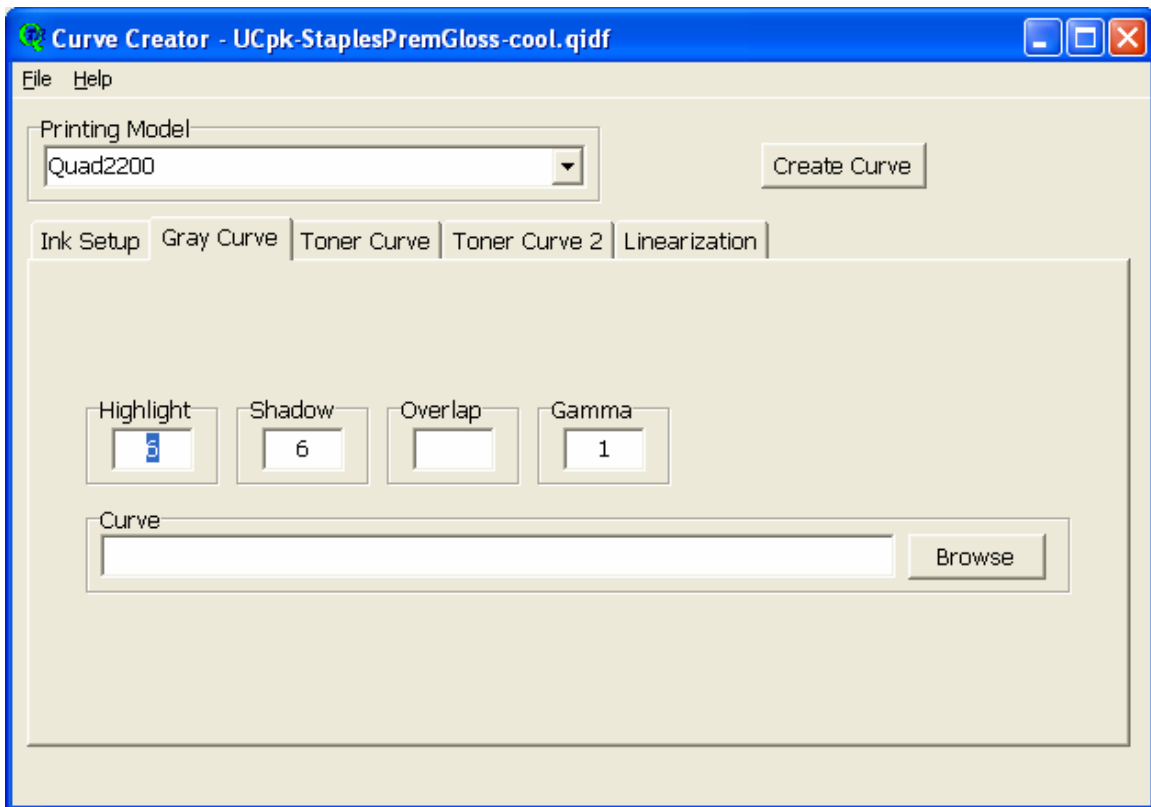 Curve Creator - UCpk-StaplesPremGloss-cool.qidf
File Help
Printing Model
Quad2200
Create Curve
Ink Setup Gray Curve Toner Curve Toner Curve 2 Linearization
Highlight Shadow Overlap Gamma
6 6 1
Curve
Browse